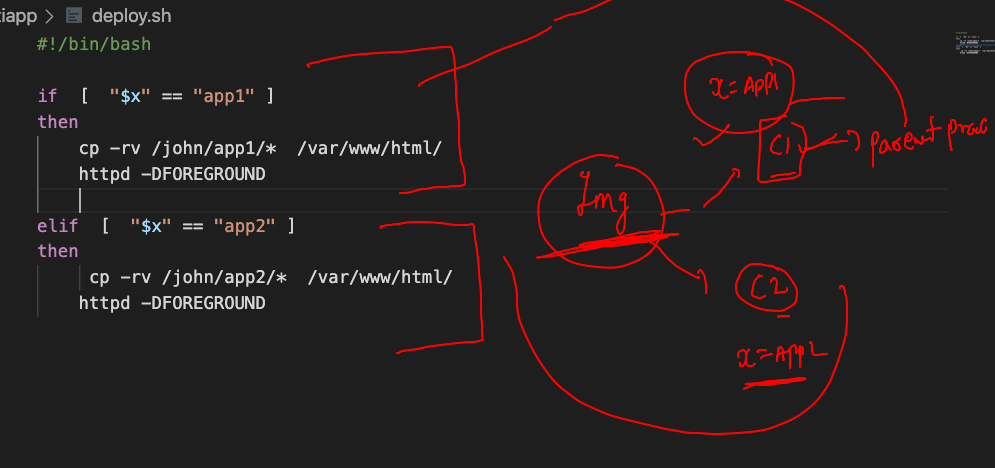 iapp > deploy.sh
#!/bin/bash
if [ "$x" == "app1" ]
then
cp -rv /john/app1/* /var/www/html/
httpd -DFOREGROUND
elif [ "$x" == "app2" ]
then
cp -rv /john/app2/* /var/www/html/
httpd -DFOREGROUND
x=App1
C1
parent proc
Img
C2
x=App2